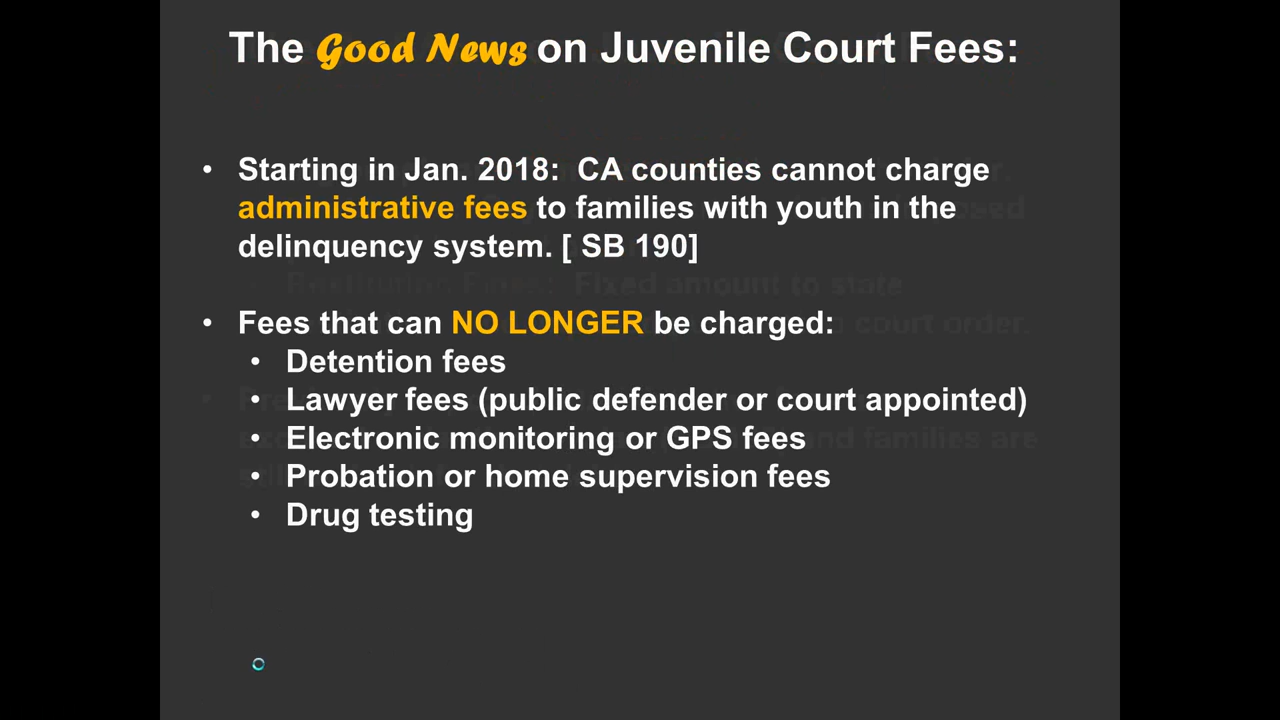 The Good News on Juvenile Court Fees:
• Starting in Jan. 2018:  CA counties cannot charge
administrative fees to families with youth in the
delinquency system. [ SB 190]
• Fees that can NO LONGER be charged:
• Detention fees
• Lawyer fees (public defender or court appointed)
• Electronic monitoring or GPS fees
• Probation or home supervision fees
• Drug testing